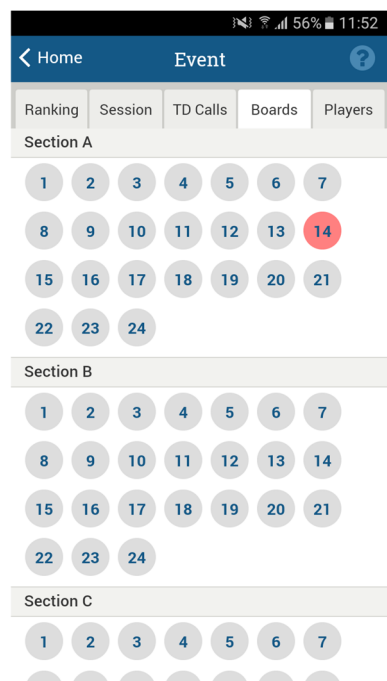 56% 11:52
Home Event ?
Ranking Session TD Calls Boards Players
Section A
1 2 3 4 5 6 7
8 9 10 11 12 13 14
15 16 17 18 19 20 21
22 23 24
Section B
1 2 3 4 5 6 7
8 9 10 11 12 13 14
15 16 17 18 19 20 21
22 23 24
Section C
1 2 3 4 5 6 7